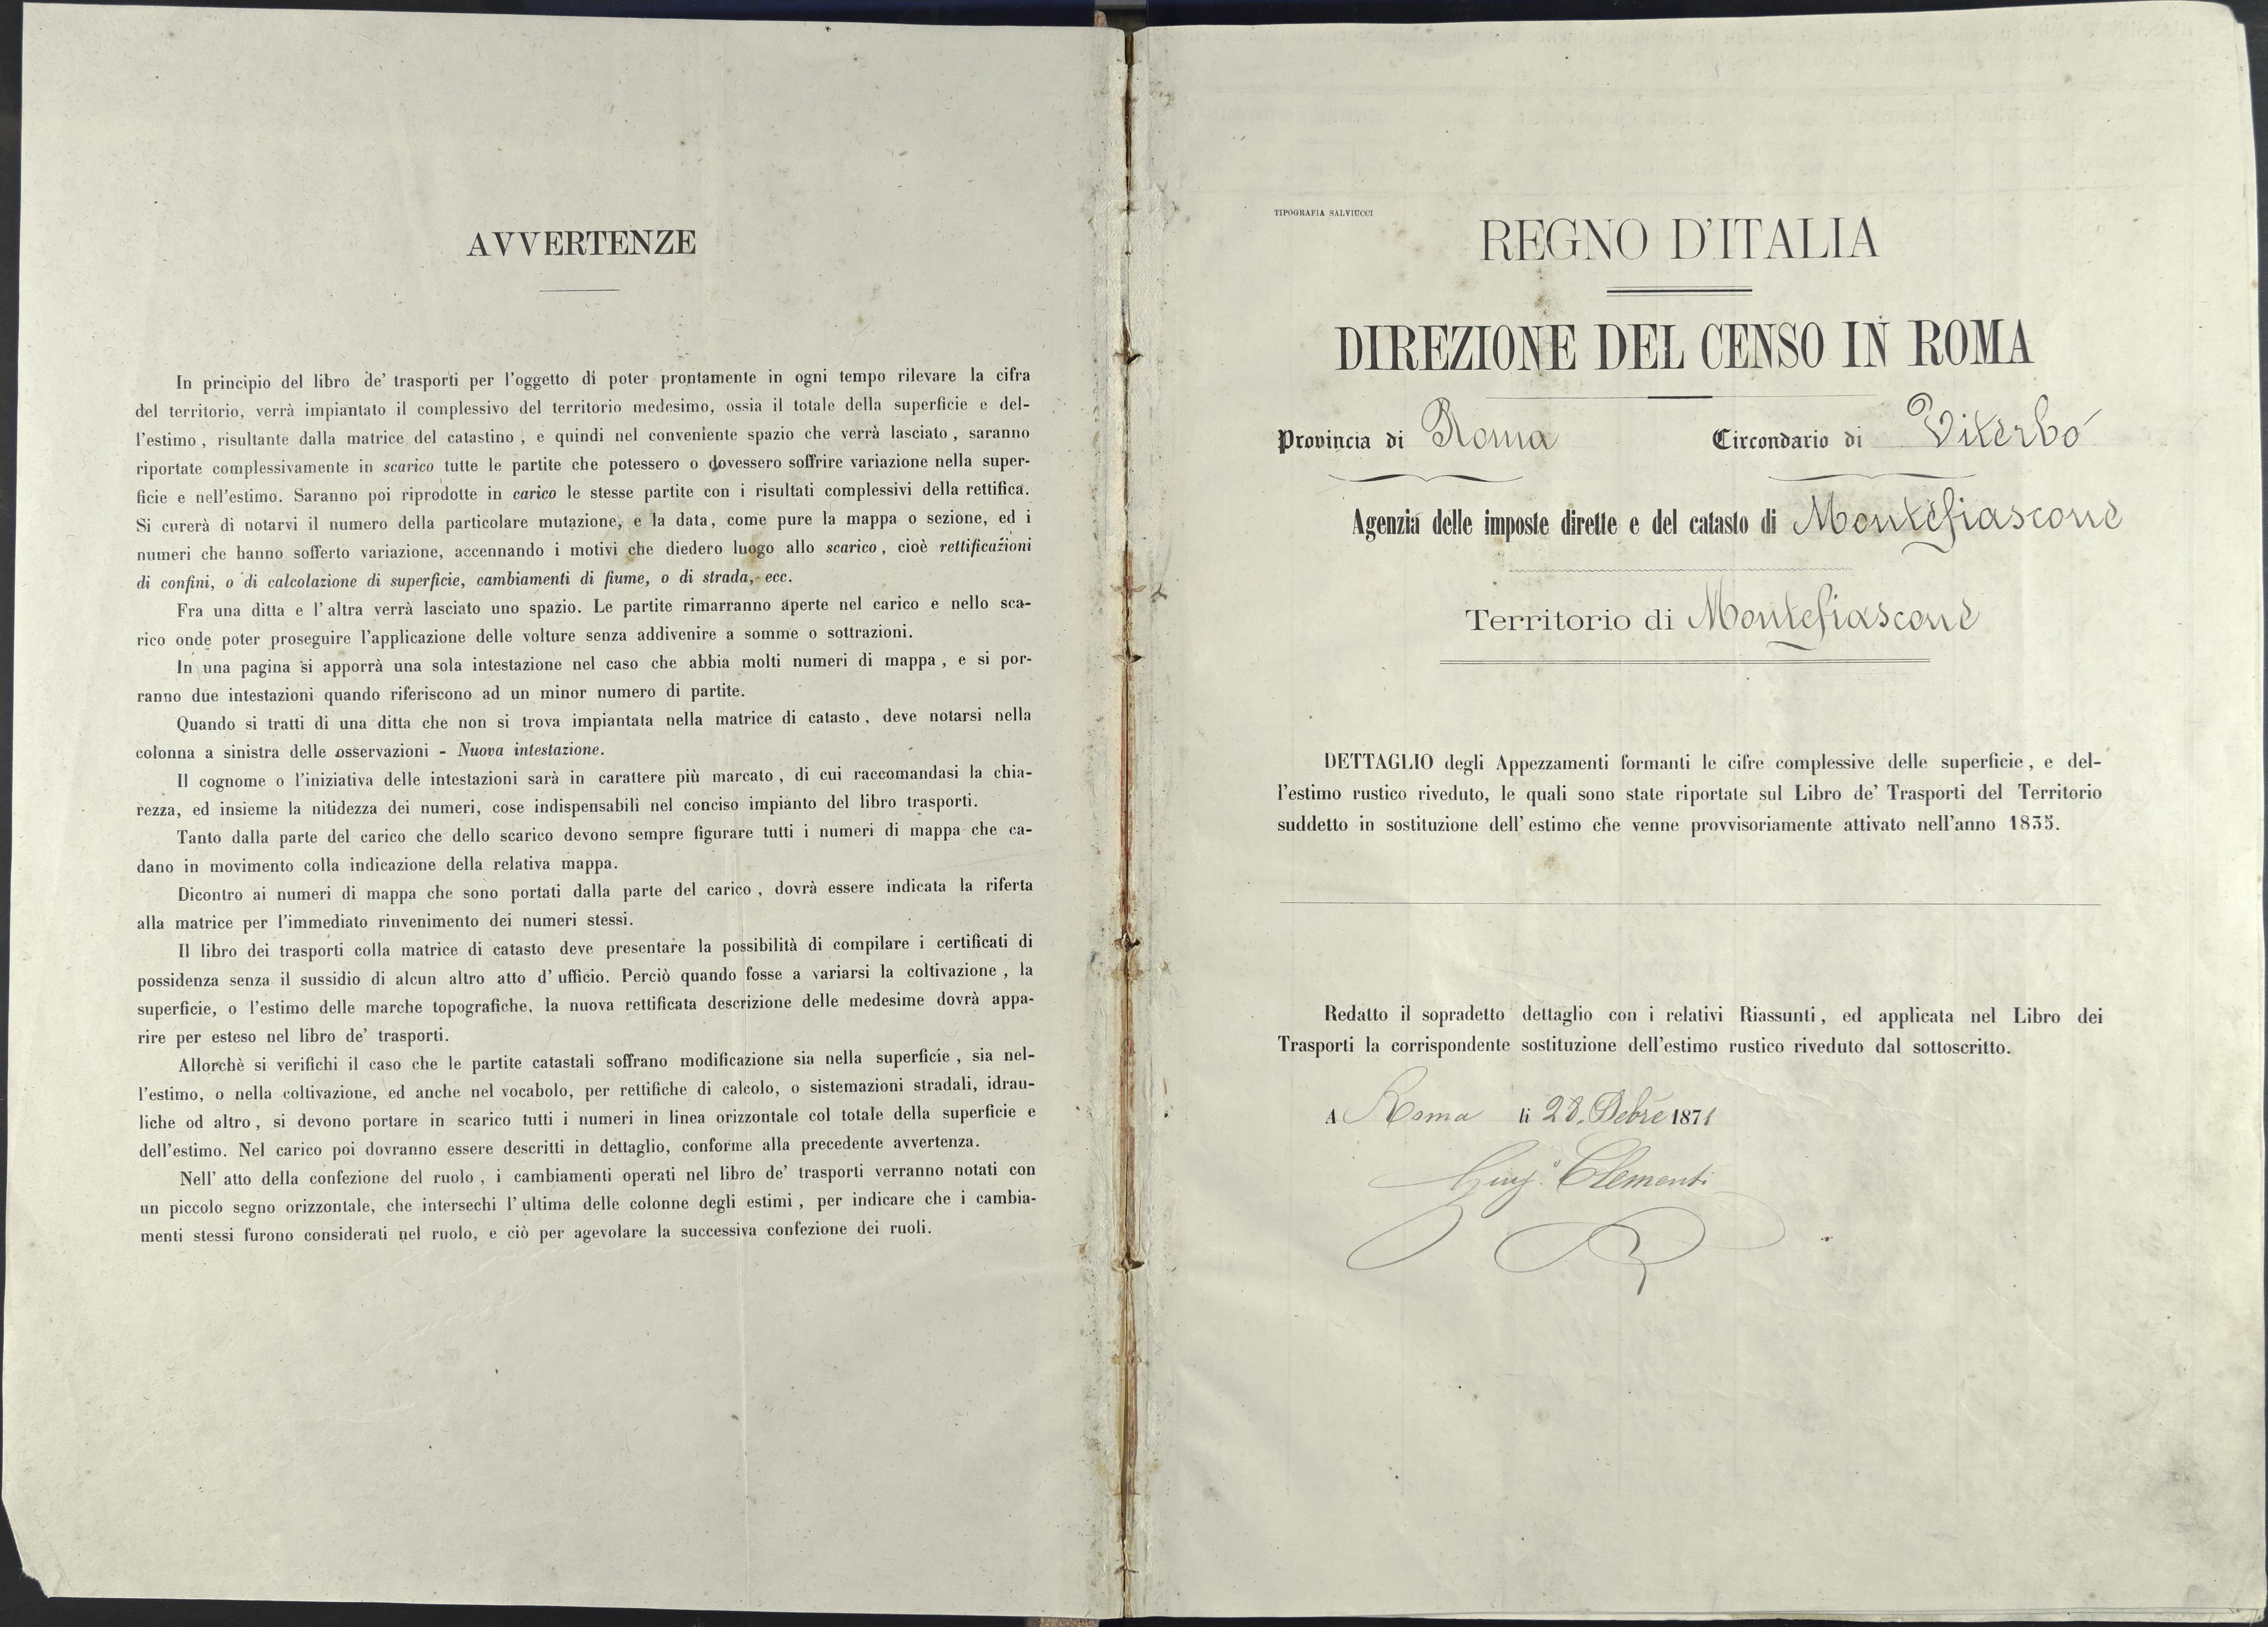 AVVERTENZE
In principio del libro de' trasporti per l'oggetto di poter prontamente in ogni tempo rilevare la cifra
del territorio, verrà impiantato il complessivo del territorio medesimo, ossia il totale della superficie e del-
l'estimo, risultante dalla matrice del catastino, e quindi nel conveniente spazio che verrà lasciato, saranno
riportate complessivamente in scarico tutte le partite che potessero o dovessero soffrire variazione nella super-
ficie e nell'estimo. Saranno poi riprodotte in carico le stesse partite con i risultati complessivi della rettifica.
Si curerà di notarvi il numero della particolare mutazione, e la data, come pure la mappa o sezione, ed i
numeri che hanno sofferto variazione, accennando i motivi che diedero luogo allo scarico, cioè rettificazioni
di confini, o di calcolazione di superficie, cambiamenti di fiume, o di strada, ecc.
Fra una ditta e l'altra verrà lasciato uno spazio. Le partite rimarranno aperte nel carico e nello sca-
rico onde poter proseguire l'applicazione delle volture senza addivenire a somme o sottrazioni.
In una pagina si apporrà una sola intestazione nel caso che abbia molti numeri di mappa, e si por-
ranno due intestazioni quando riferiscono ad un minor numero di partite.
Quando si tratti di una ditta che non si trova impiantata nella matrice di catasto, deve notarsi nella
colonna a sinistra delle osservazioni - Nuova intestazione.
Il cognome o l'iniziativa delle intestazioni sarà in carattere più marcato, di cui raccomandasi la chia-
rezza, ed insieme la nitidezza dei numeri, cose indispensabili nel conciso impianto del libro trasporti.
Tanto dalla parte del carico che dello scarico devono sempre figurare tutti i numeri di mappa che ca-
dano in movimento colla indicazione della relativa mappa.
Dicontro ai numeri di mappa che sono portati dalla parte del carico, dovrà essere indicata la riferta
alla matrice per l'immediato rinvenimento dei numeri stessi.
Il libro dei trasporti colla matrice di catasto deve presentare la possibilità di compilare i certificati di
possidenza senza il sussidio di alcun altro atto d'ufficio. Perciò quando fosse a variarsi la coltivazione, la
superficie, o l'estimo delle marche topografiche, la nuova rettificata descrizione delle medesime dovrà appa-
rire per esteso nel libro de' trasporti.
Allorchè si verifichi il caso che le partite catastali soffrano modificazione sia nella superficie, sia nel-
l'estimo, o nella coltivazione, ed anche nel vocabolo, per rettifiche di calcolo, o sistemazioni stradali, idrau-
liche od altro, si devono portare in scarico tutti i numeri in linea orizzontale col totale della superficie e
dell'estimo. Nel carico poi dovranno essere descritti in dettaglio, conforme alla precedente avvertenza.
Nell' atto della confezione del ruolo, i cambiamenti operati nel libro de' trasporti verranno notati con
un piccolo segno orizzontale, che intersechi l'ultima delle colonne degli estimi, per indicare che i cambia-
menti stessi furono considerati nel ruolo, e ciò per agevolare la successiva confezione dei ruoli.
TIPOGRAFIA SALVIUCCI
REGNO D'ITALIA
DIREZIONE DEL CENSO IN ROMA
Provincia di Roma Circondario di Viterbo
Agenzia delle imposte dirette e del catasto di Montefiascone
Territorio di Montefiascone
DETTAGLIO degli Appezzamenti formanti le cifre complessive delle superficie, e del-
l'estimo rustico riveduto, le quali sono state riportate sul Libro de' Trasporti del Territorio
suddetto in sostituzione dell'estimo che venne provvisoriamente attivato nell'anno 1835.
Redatto il sopradetto dettaglio con i relativi Riassunti, ed applicata nel Libro dei
Trasporti la corrispondente sostituzione dell'estimo rustico riveduto dal sottoscritto.
A Roma li 28. Debre 1871
Clementi